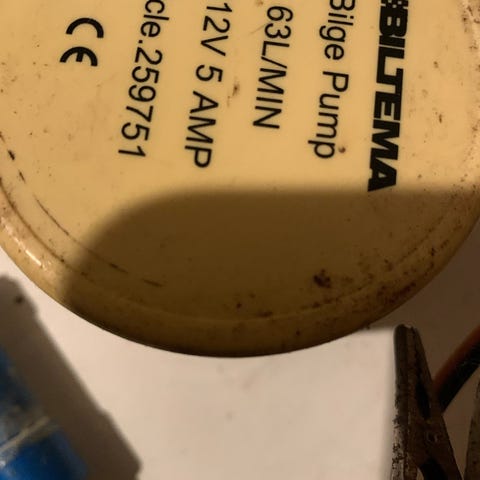 BILTEMA
Bilge Pump
63L/MIN
12V 5 AMP
cle.259751
CE